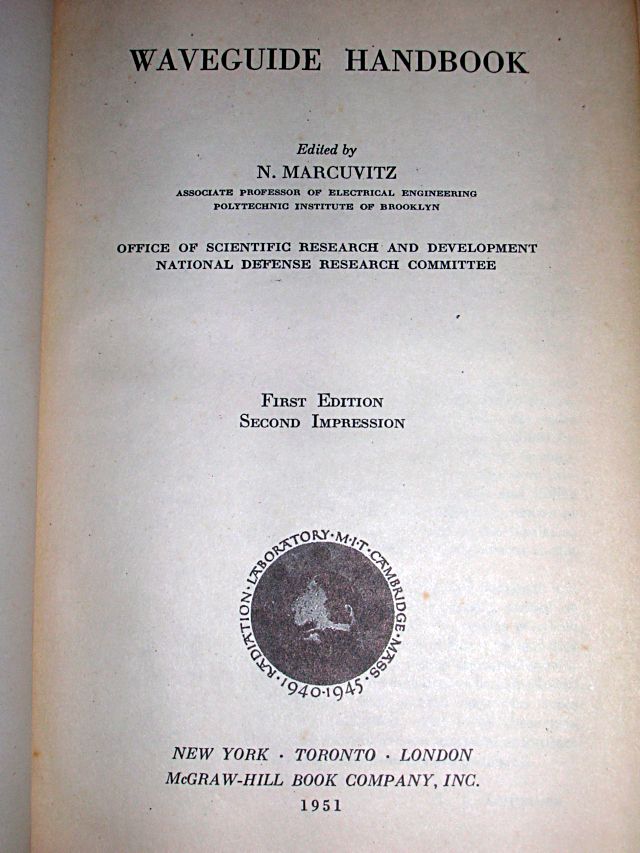 WAVEGUIDE HANDBOOK
Edited by
N. MARCUVITZ
ASSOCIATE PROFESSOR OF ELECTRICAL ENGINEERING
POLYTECHNIC INSTITUTE OF BROOKLYN
OFFICE OF SCIENTIFIC RESEARCH AND DEVELOPMENT
NATIONAL DEFENSE RESEARCH COMMITTEE
First Edition
Second Impression
RADIATION · LABORATORY · M · I · T · CAMBRIDGE · MASS ·
1940 · 1945
NEW YORK · TORONTO · LONDON
McGRAW-HILL BOOK COMPANY, INC.
1951